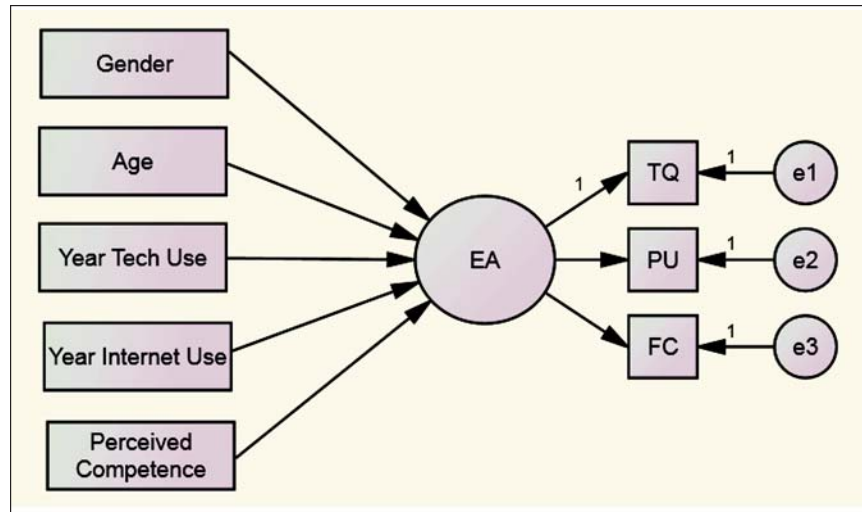 Gender
Age
Year Tech Use
Year Internet Use
Perceived
Competence
EA
1
TQ
1
e1
PU
1
e2
FC
1
e3